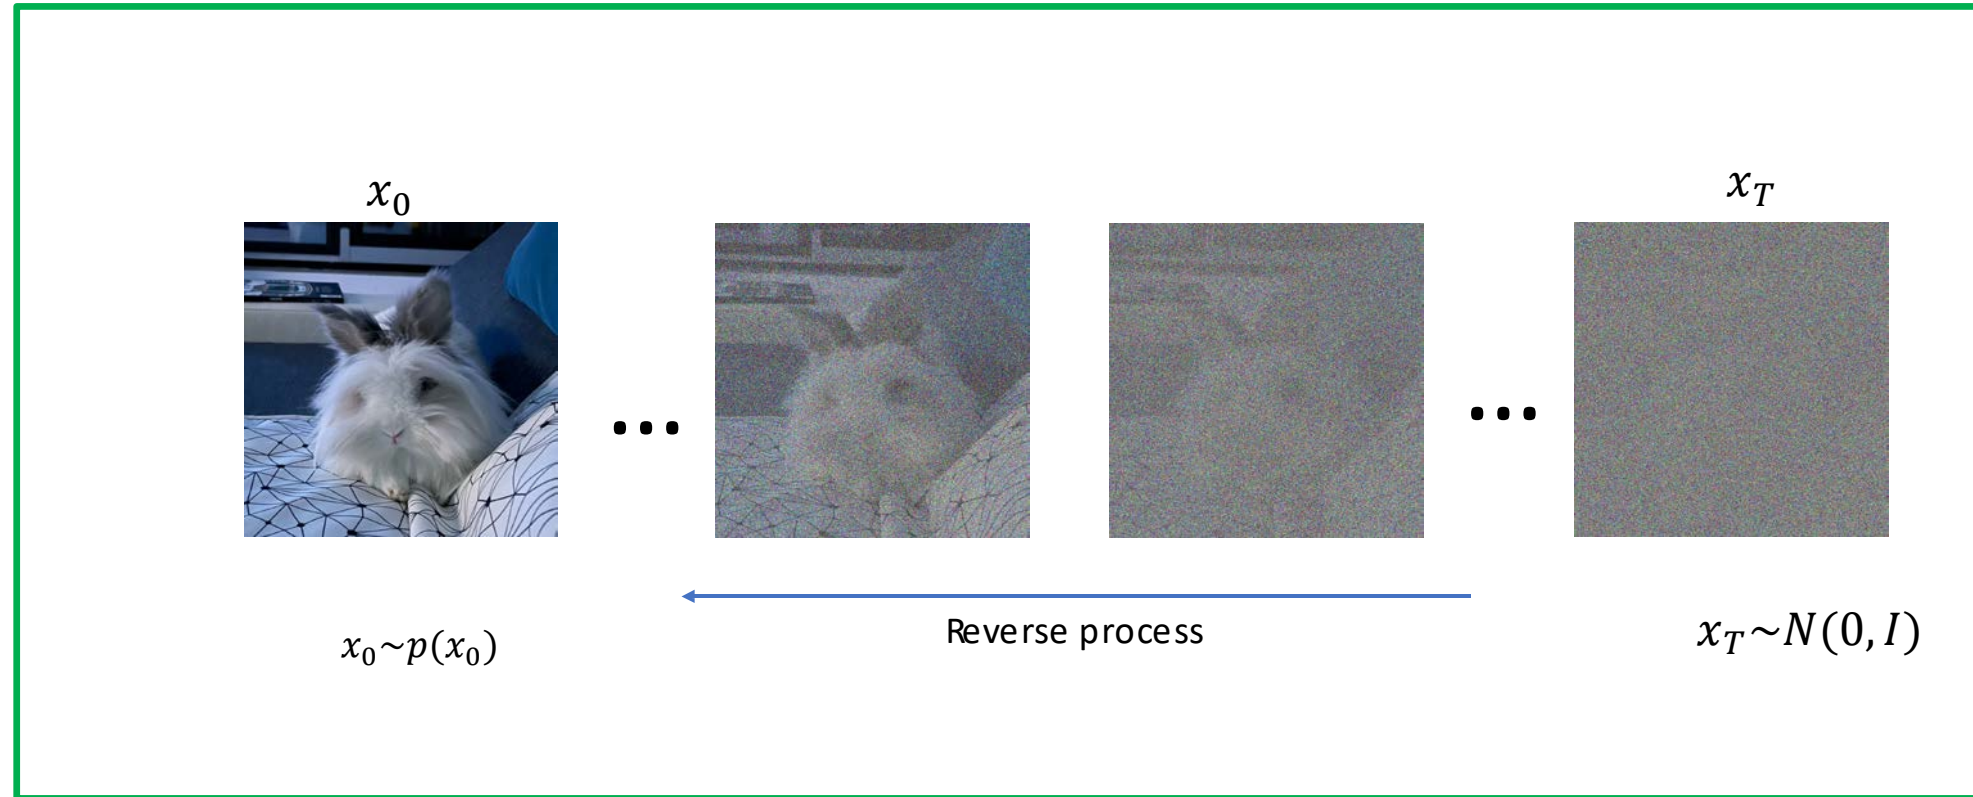 x_0
x_T
...
...
Reverse process
x_0~p(x_0)
x_T~N(0, I)